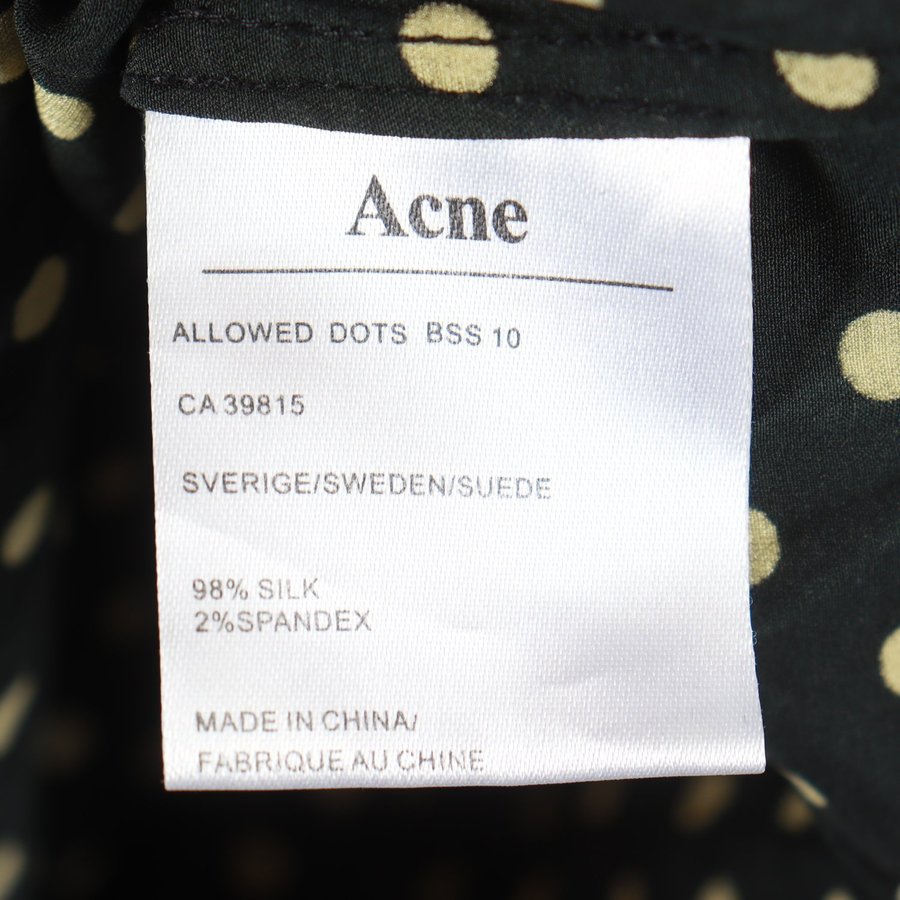 Acne
ALLOWED DOTS BSS 10
CA 39815
SVERIGE/SWEDEN/SUEDE
98% SILK
2%SPANDEX
MADE IN CHINA/
FABRIQUE AU CHINE